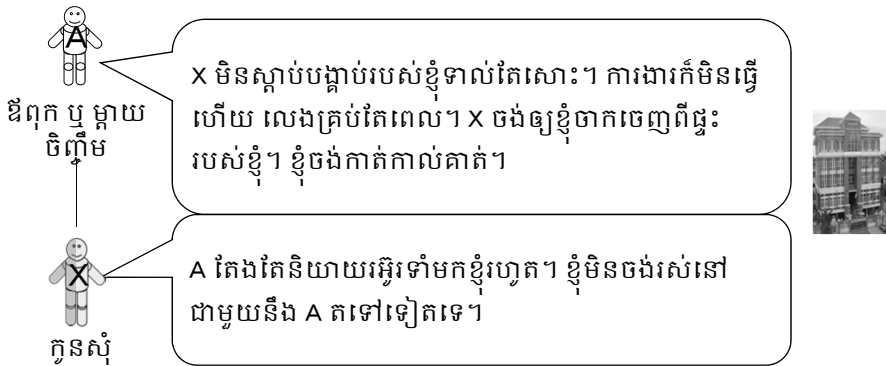 A
X មិនស្តាប់បង្គាប់របស់ខ្ញុំទាល់តែសោះ។ ការងារក៏មិនធ្វើ
ហើយ លេងគ្រប់តែពេល។ X ចង់ឲ្យខ្ញុំចាកចេញពីផ្ទះ
របស់ខ្ញុំ។ ខ្ញុំចង់កាត់កាល់គាត់។
ឪពុក ឬ ម្តាយ
ចិញ្ចឹម
X
A តែងតែនិយាយរអ៊ូរទាំមកខ្ញុំរហូត។ ខ្ញុំមិនចង់រស់នៅ
ជាមួយនឹង A តទៅទៀតទេ។
កូនសុំ